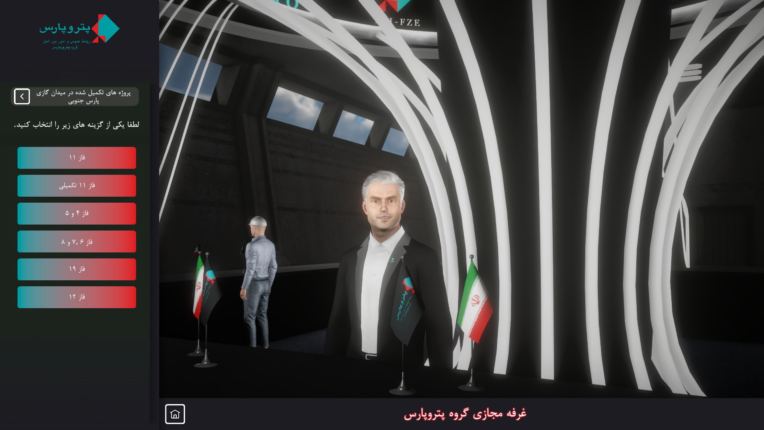 پتروپارس
پروژه های تکمیل شده در میدان گازی
پارس جنوبی
لطفا یکی از گزینه های زیر را انتخاب کنید.
فاز ۱۱
فاز ۱۱ تکمیلی
فاز ۴ و ۵
فاز ۶ ,۷ و ۸
فاز ۱۹
فاز ۱۲
-FZE
پتروپارس
غرفه مجازی گروه پتروپارس